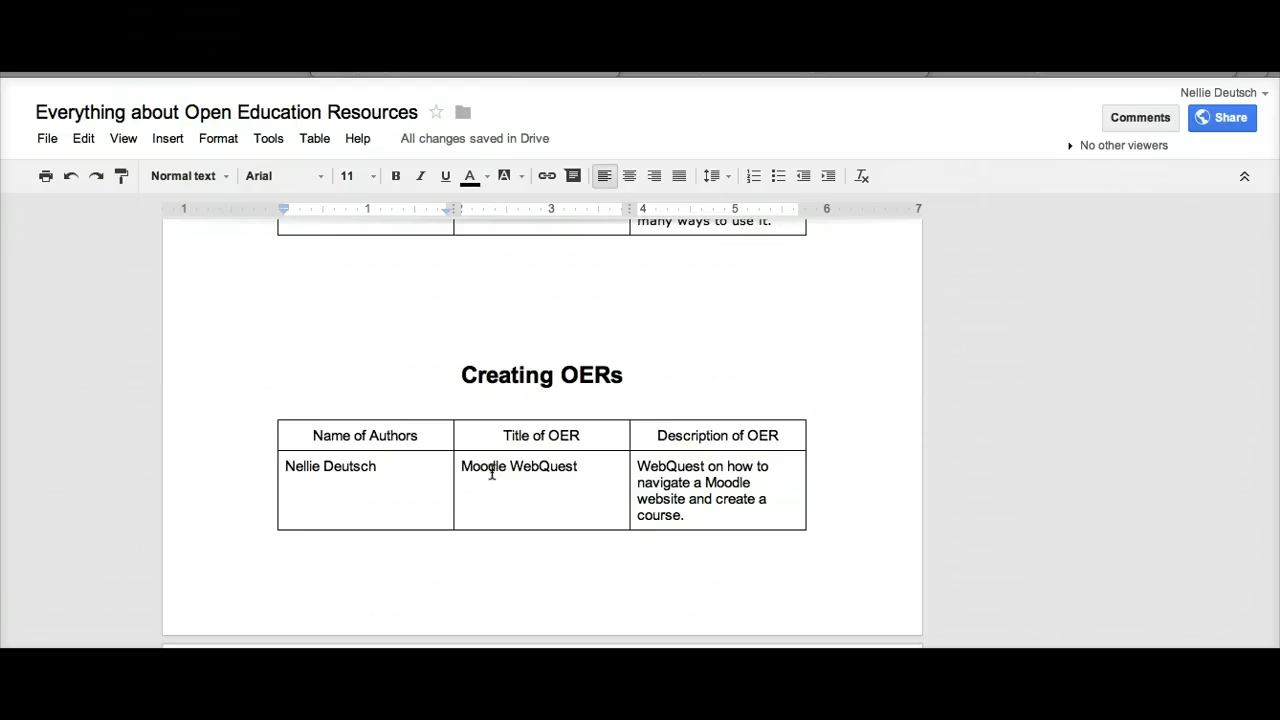 Nellie Deutsch
Everything about Open Education Resources
Comments
Share
File Edit View Insert Format Tools Table Help All changes saved in Drive
No other viewers
Normal text Arial 11 B I U A A
1 1 2 3 4 5 6 7
many ways to use it.
Creating OERs
Name of Authors Title of OER Description of OER
Nellie Deutsch Moodle WebQuest WebQuest on how to
navigate a Moodle
website and create a
course.